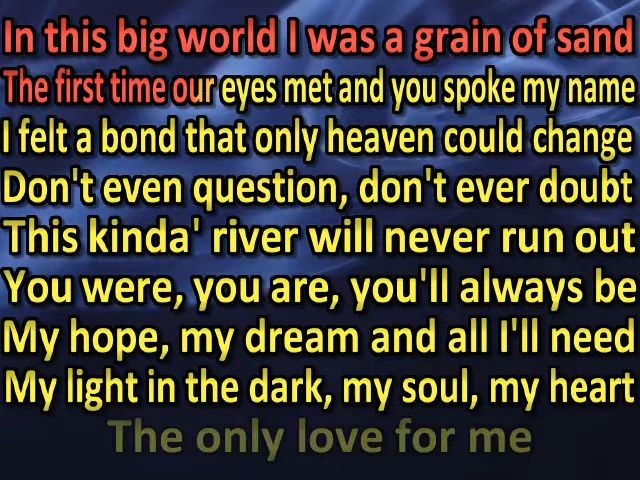 In this big world I was a grain of sand
The first time our eyes met and you spoke my name
I felt a bond that only heaven could change
Don't even question, don't ever doubt
This kinda' river will never run out
You were, you are, you'll always be
My hope, my dream and all I'll need
My light in the dark, my soul, my heart
The only love for me